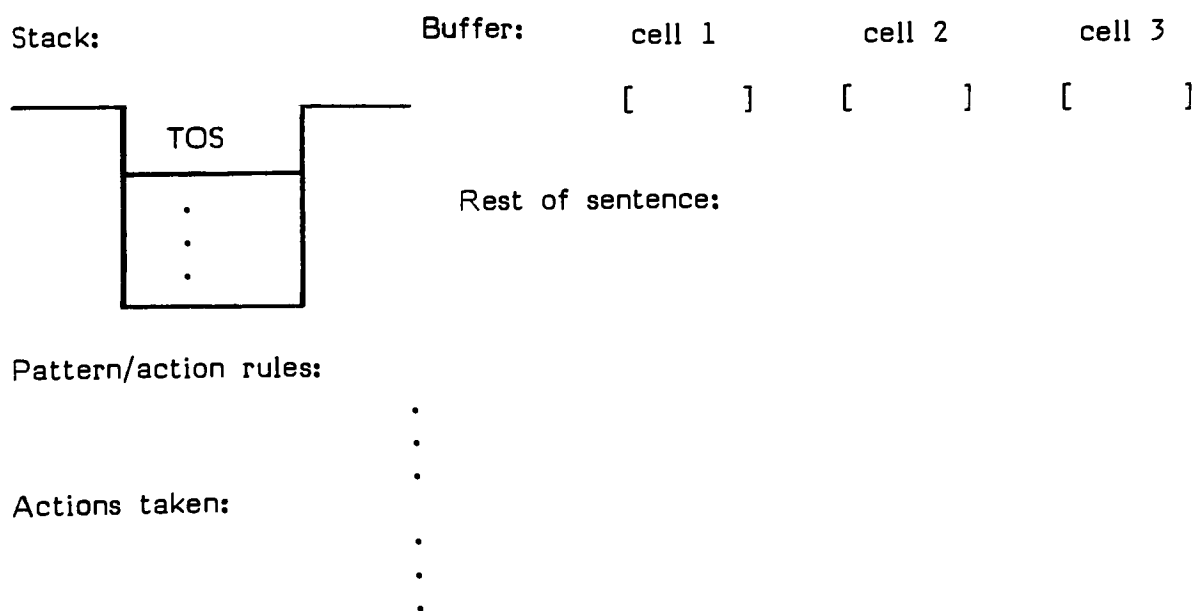 Stack:
Buffer: cell 1 cell 2 cell 3
[ ] [ ] [ ]
TOS
Rest of sentence:
Pattern/action rules:
Actions taken: